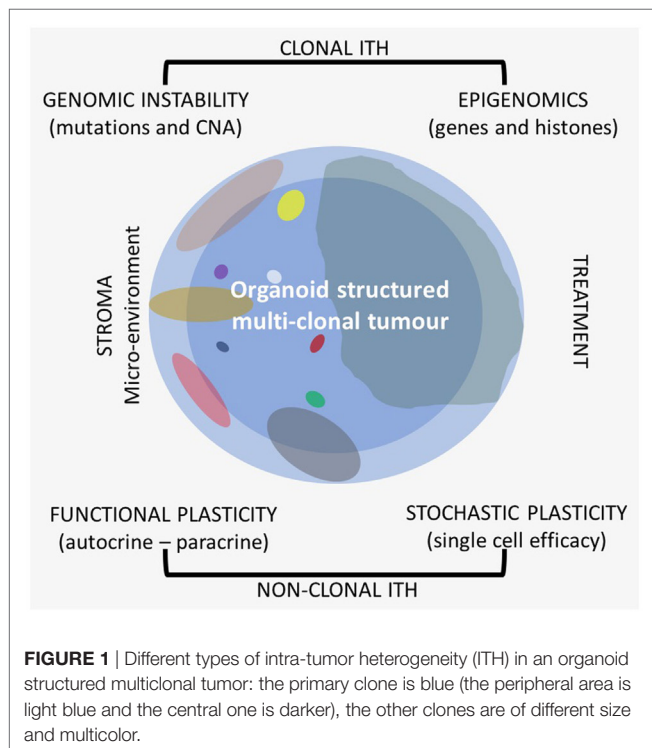 CLONAL ITH
GENOMIC INSTABILITY
(mutations and CNA)
EPIGENOMICS
(genes and histones)
STROMA
Micro-environment
Organoid structured
multi-clonal tumour
TREATMENT
FUNCTIONAL PLASTICITY
(autocrine – paracrine)
STOCHASTIC PLASTICITY
(single cell efficacy)
NON-CLONAL ITH
FIGURE 1 | Different types of intra-tumor heterogeneity (ITH) in an organoid
structured multiclonal tumor: the primary clone is blue (the peripheral area is
light blue and the central one is darker), the other clones are of different size
and multicolor.